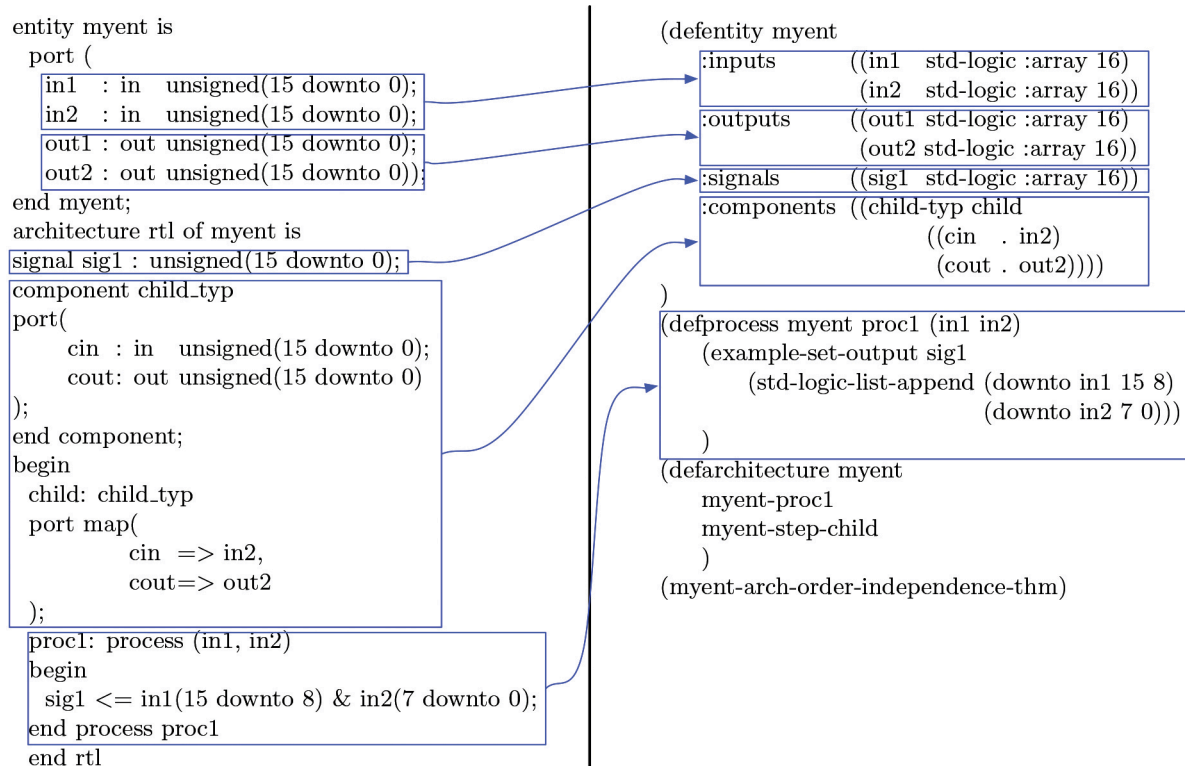 entity myent is
port (
in1 : in unsigned(15 downto 0);
in2 : in unsigned(15 downto 0);
out1 : out unsigned(15 downto 0);
out2 : out unsigned(15 downto 0));
end myent;
architecture rtl of myent is
signal sig1 : unsigned(15 downto 0);
component child_typ
port(
cin : in unsigned(15 downto 0);
cout: out unsigned(15 downto 0)
);
end component;
begin
child: child_typ
port map(
cin => in2,
cout=> out2
);
proc1: process (in1, in2)
begin
sig1 <= in1(15 downto 8) & in2(7 downto 0);
end process proc1
end rtl
(defentity myent
:inputs ((in1 std-logic :array 16)
(in2 std-logic :array 16))
:outputs ((out1 std-logic :array 16)
(out2 std-logic :array 16))
:signals ((sig1 std-logic :array 16))
:components ((child-typ child
((cin . in2)
(cout . out2))))
)
(defprocess myent proc1 (in1 in2)
(example-set-output sig1
(std-logic-list-append (downto in1 15 8)
(downto in2 7 0)))
)
(defarchitecture myent
myent-proc1
myent-step-child
)
(myent-arch-order-independence-thm)